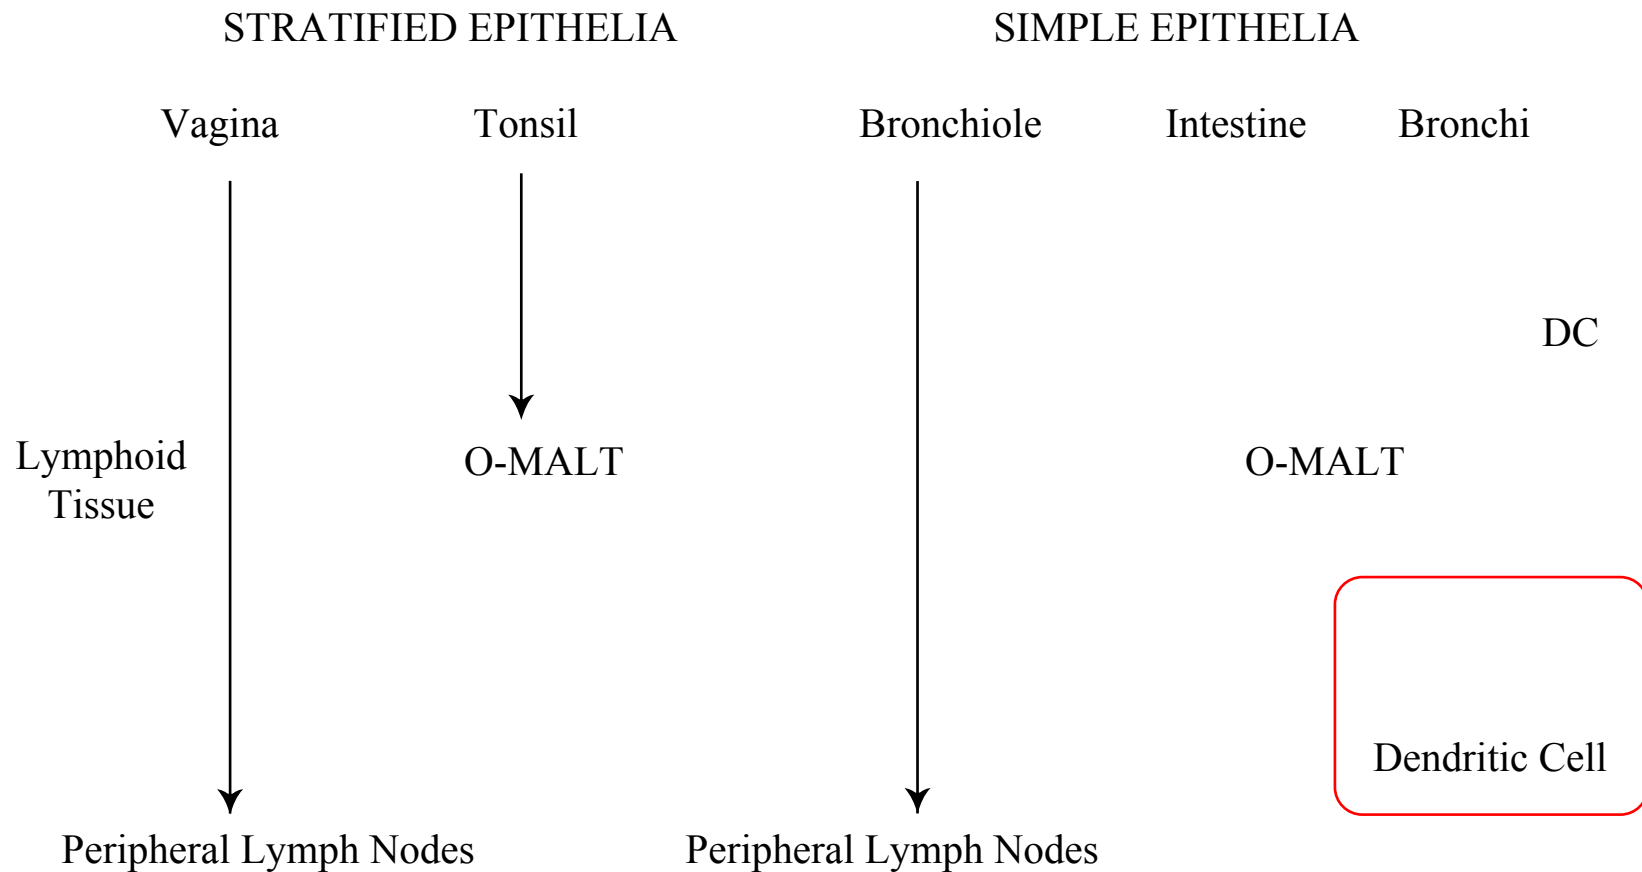 STRATIFIED EPITHELIA
SIMPLE EPITHELIA
Vagina
Tonsil
Bronchiole
Intestine
Bronchi
DC
Lymphoid
Tissue
O-MALT
O-MALT
Dendritic Cell
Peripheral Lymph Nodes
Peripheral Lymph Nodes